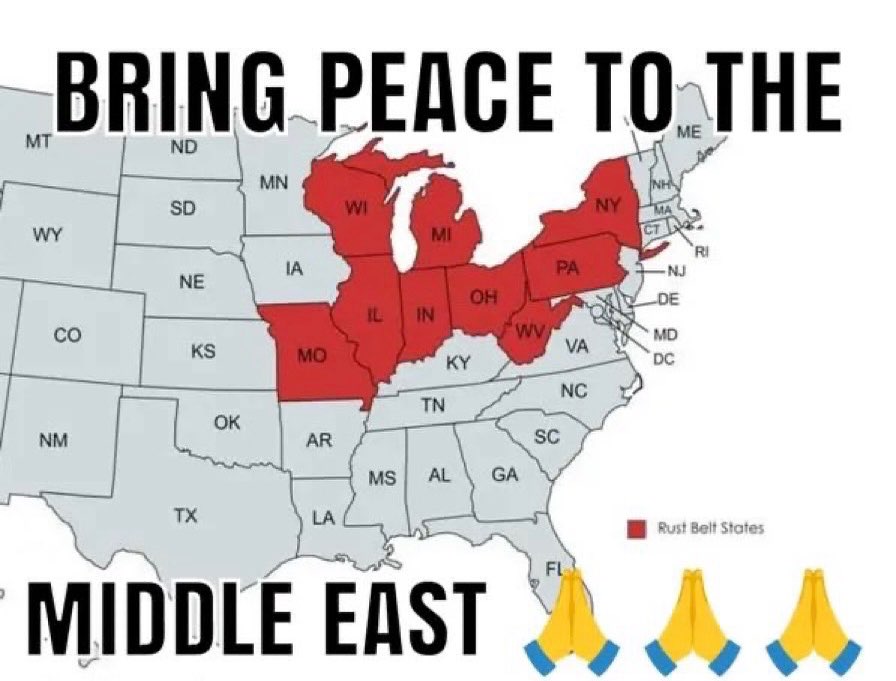 BRING PEACE TO THE
MT
ND
MN
ME
WI
SD
NH
NY
MA
WY
MI
CT
RI
IA
PA
NJ
NE
OH
DE
IL
IN
CO
WV
MD
KS
MO
VA
DC
KY
NC
TN
OK
AR
SC
NM
MS
AL
GA
TX
LA
Rust Belt States
FL
MIDDLE EAST 🙏 🙏 🙏